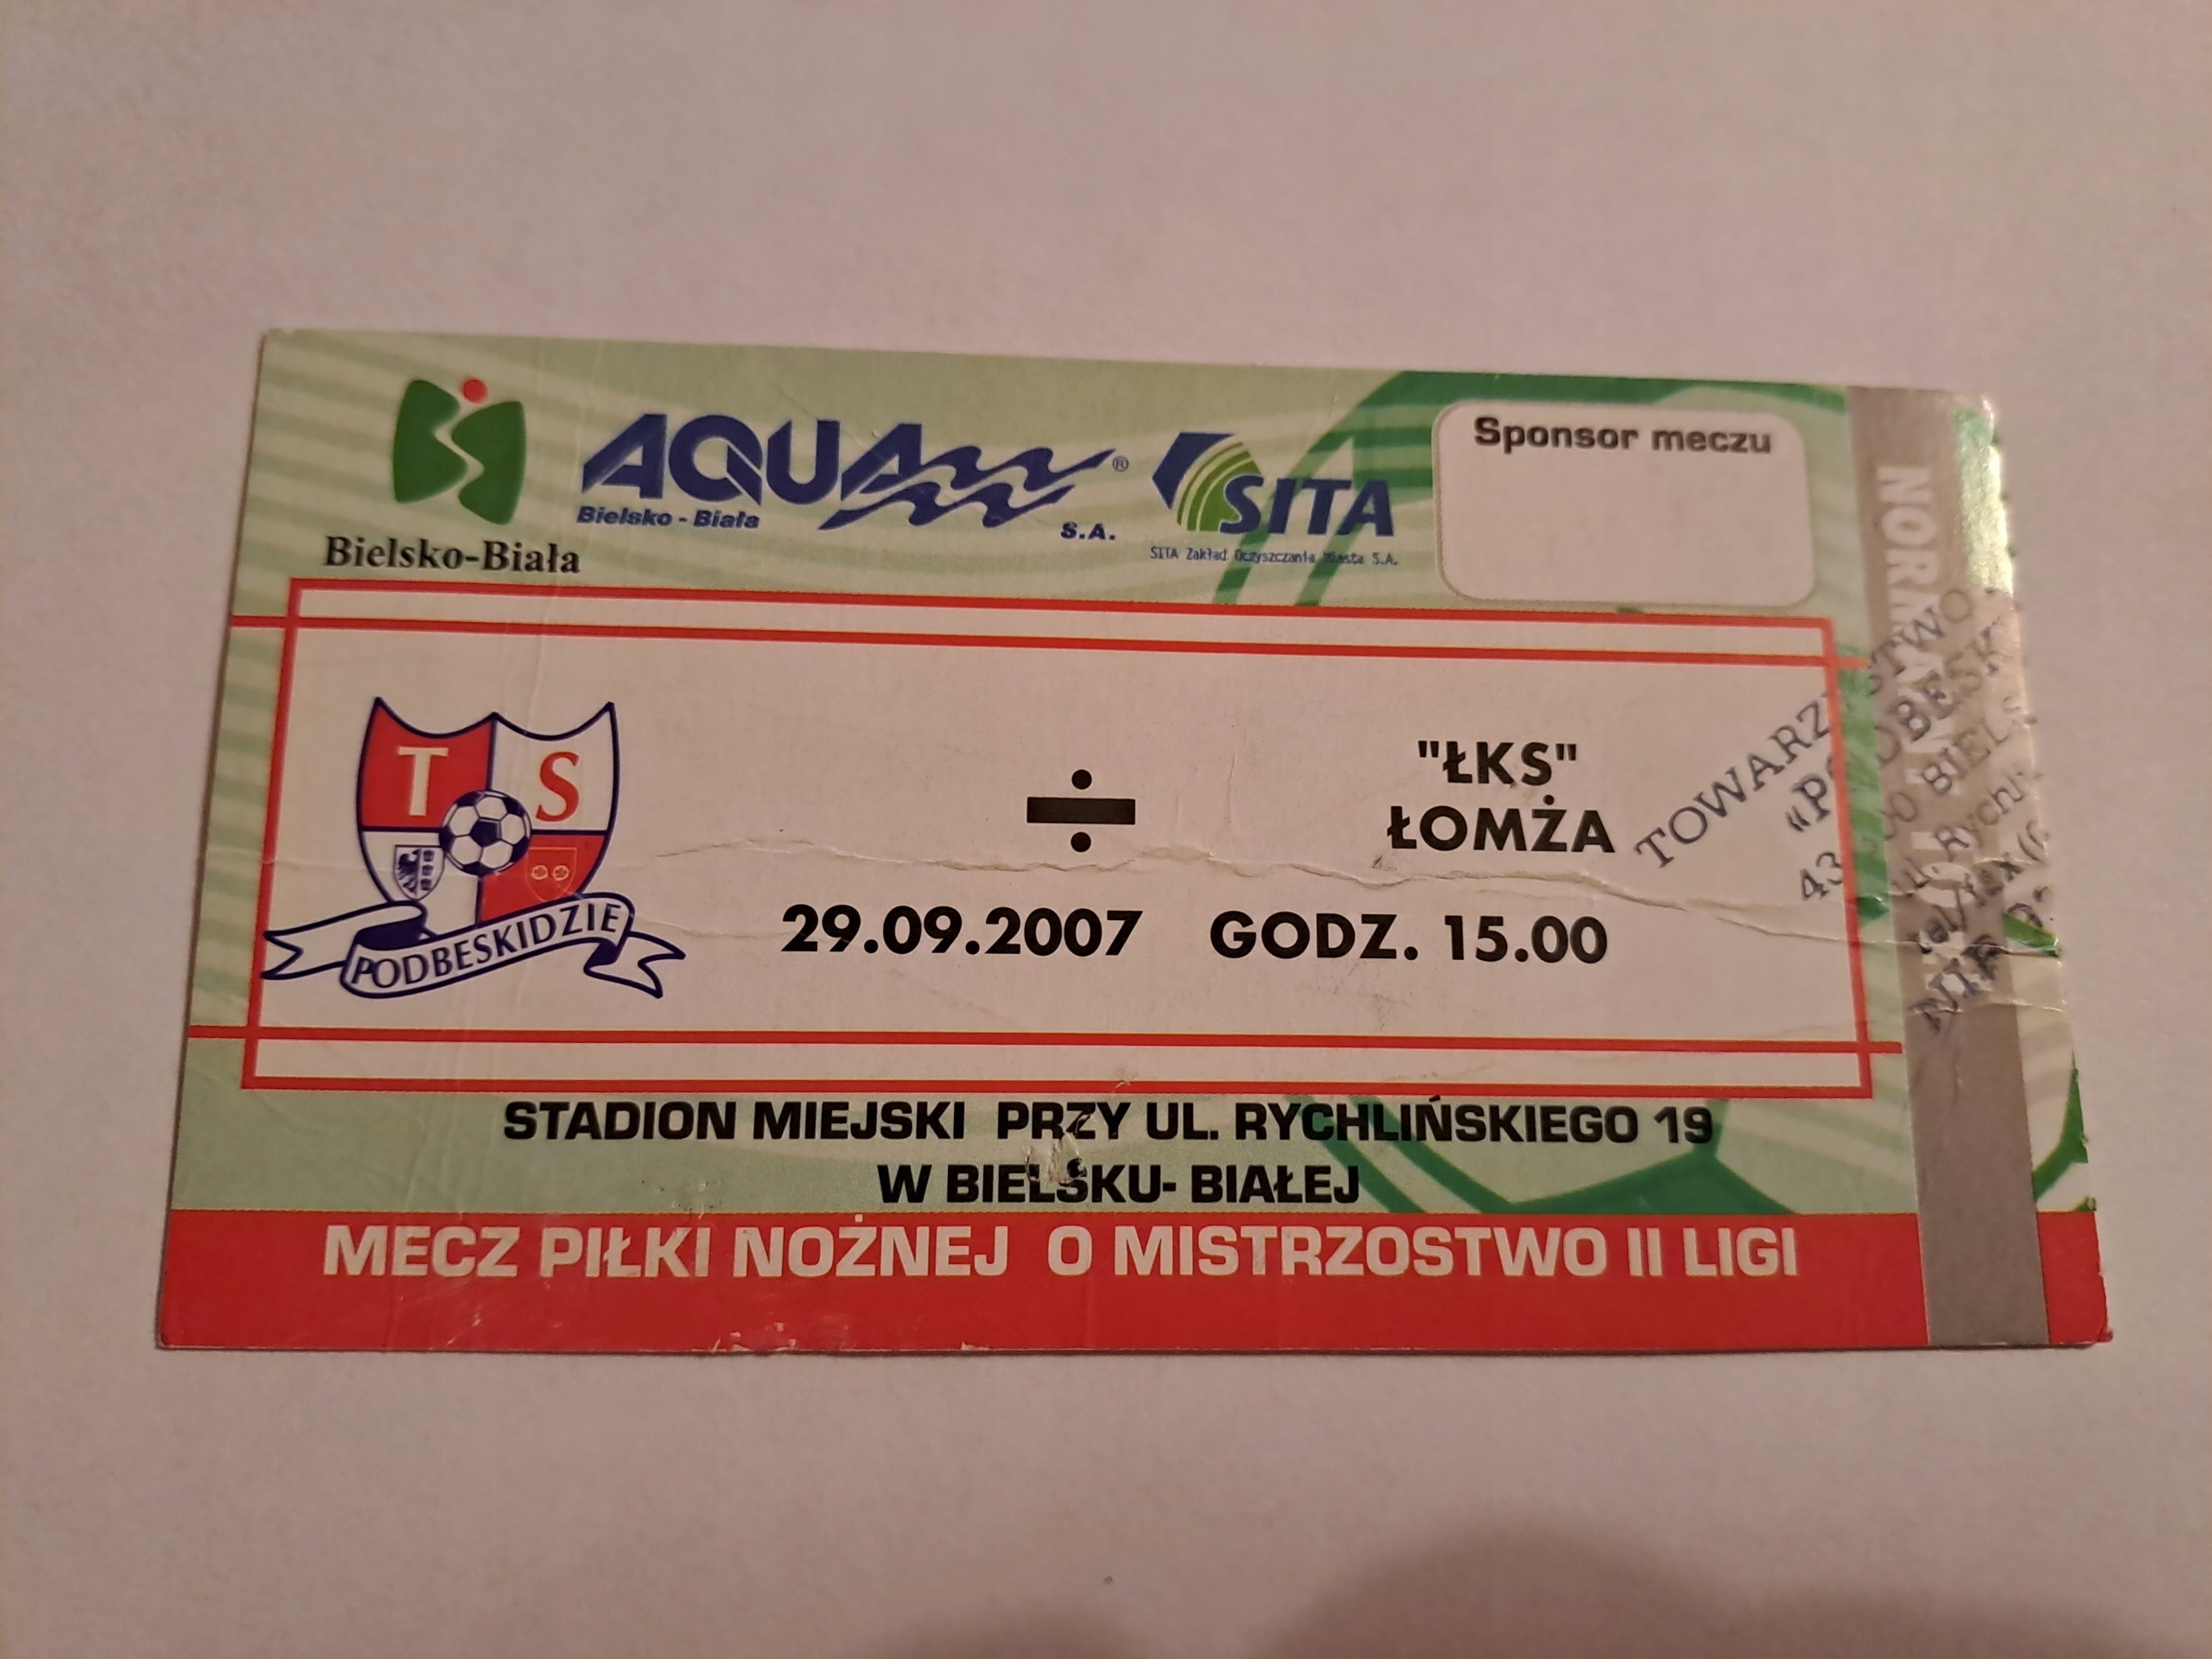 Bielsko-Biała
AQUA ®
Bielsko - Biała
S.A.
SITA
SITA Zakład Oczyszczania Miasta S.A.
Sponsor meczu
T S
PODBESKIDZIE
"ŁKS"
ŁOMŻA
29.09.2007 GODZ. 15.00
STADION MIEJSKI PRZY UL. RYCHLIŃSKIEGO 19
W BIELSKU- BIAŁEJ
MECZ PIŁKI NOŻNEJ O MISTRZOSTWO II LIGI
TOWARZYSTWO
NIP